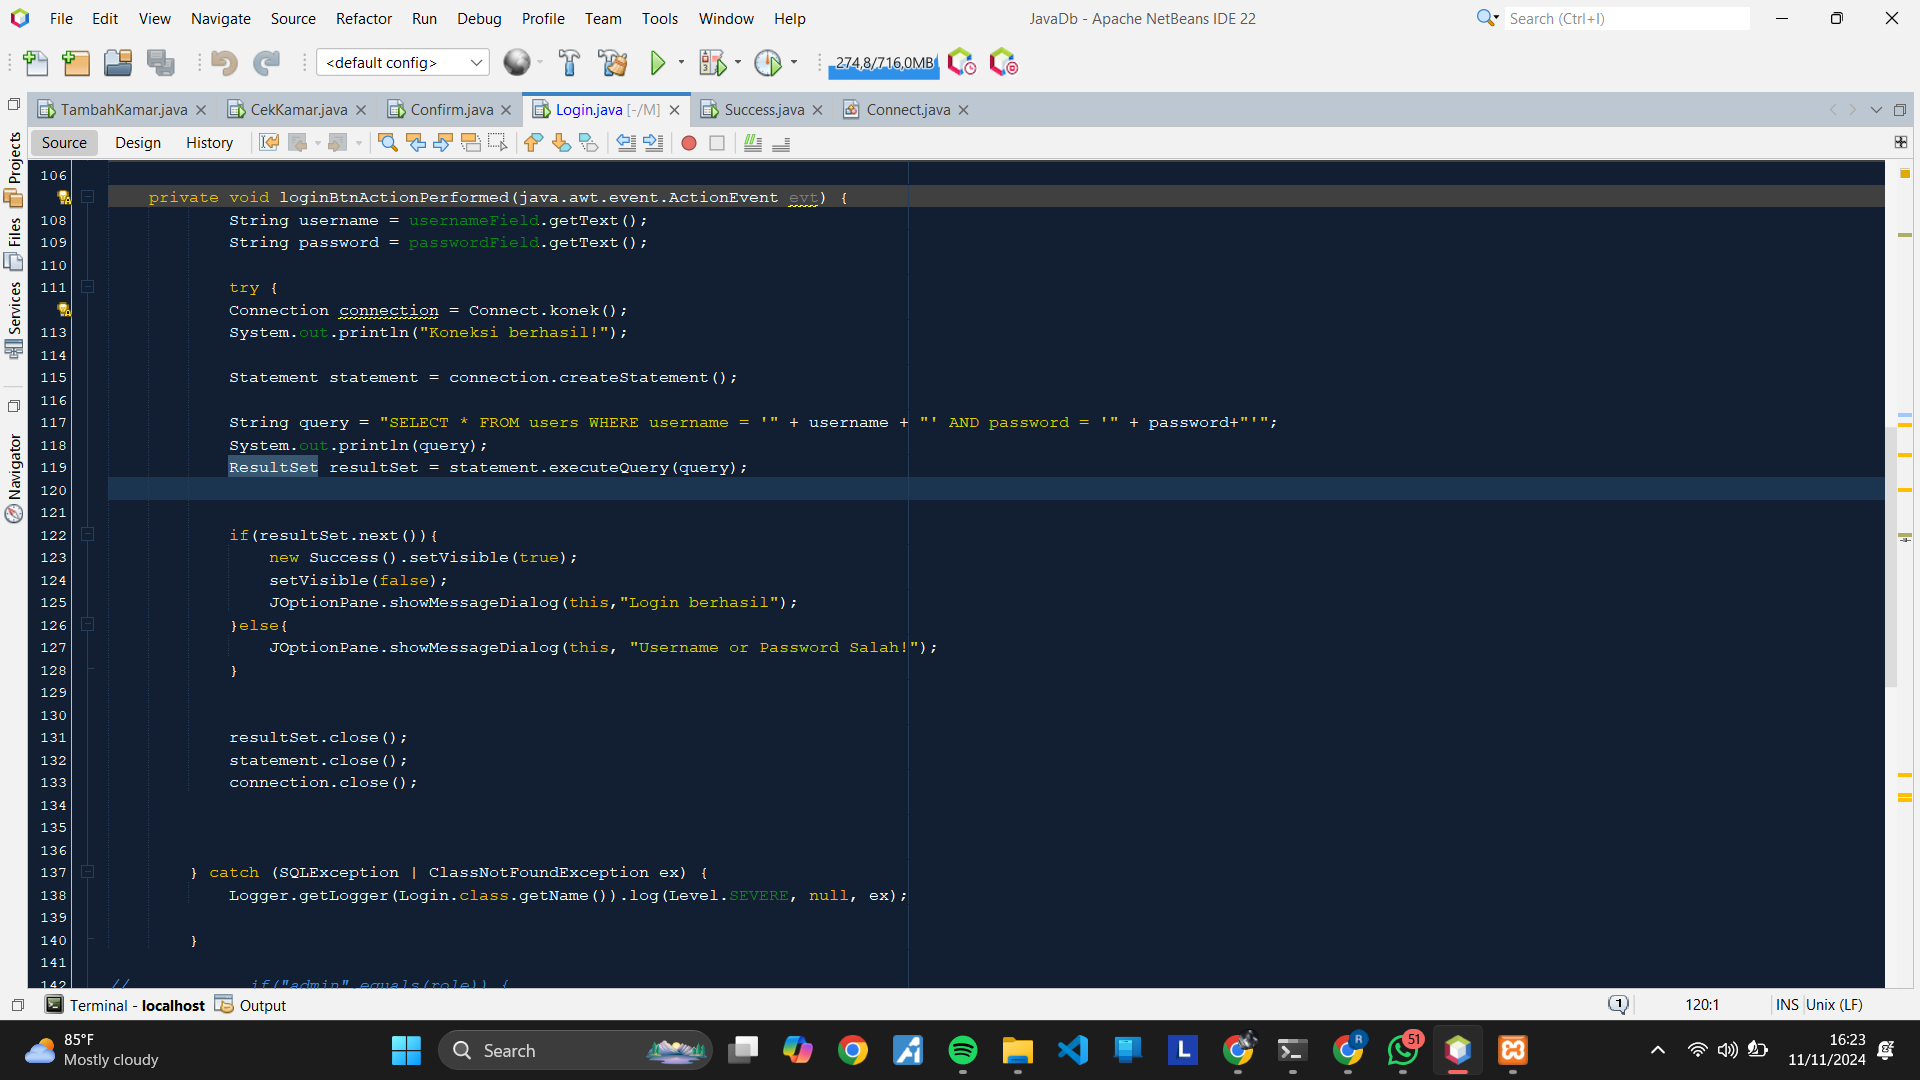 File Edit View Navigate Source Refactor Run Debug Profile Team Tools Window Help
JavaDb - Apache NetBeans IDE 22
Search (Ctrl+I)
<default config>
274,8/716,0MB
TambahKamar.java CekKamar.java Confirm.java Login.java [-/M] Success.java Connect.java
Source Design History
Projects
Files
Services
Navigator
106
private void loginBtnActionPerformed(java.awt.event.ActionEvent evt) {
108 String username = usernameField.getText();
109 String password = passwordField.getText();
110
111 try {
Connection connection = Connect.konek();
113 System.out.println("Koneksi berhasil!");
114
115 Statement statement = connection.createStatement();
116
117 String query = "SELECT * FROM users WHERE username = '" + username + "' AND password = '" + password+"'";
118 System.out.println(query);
119 ResultSet resultSet = statement.executeQuery(query);
120
121
122 if(resultSet.next()){
123 new Success().setVisible(true);
124 setVisible(false);
125 JOptionPane.showMessageDialog(this,"Login berhasil");
126 }else{
127 JOptionPane.showMessageDialog(this, "Username or Password Salah!");
128 }
129
130
131 resultSet.close();
132 statement.close();
133 connection.close();
134
135
136
137 } catch (SQLException | ClassNotFoundException ex) {
138 Logger.getLogger(Login.class.getName()).log(Level.SEVERE, null, ex);
139
140 }
141
142 // if("admin".equals(role)) {
Terminal - localhost Output
1 120:1 INS Unix (LF)
85°F
Mostly cloudy
Search
L
R
51
16:23
11/11/2024